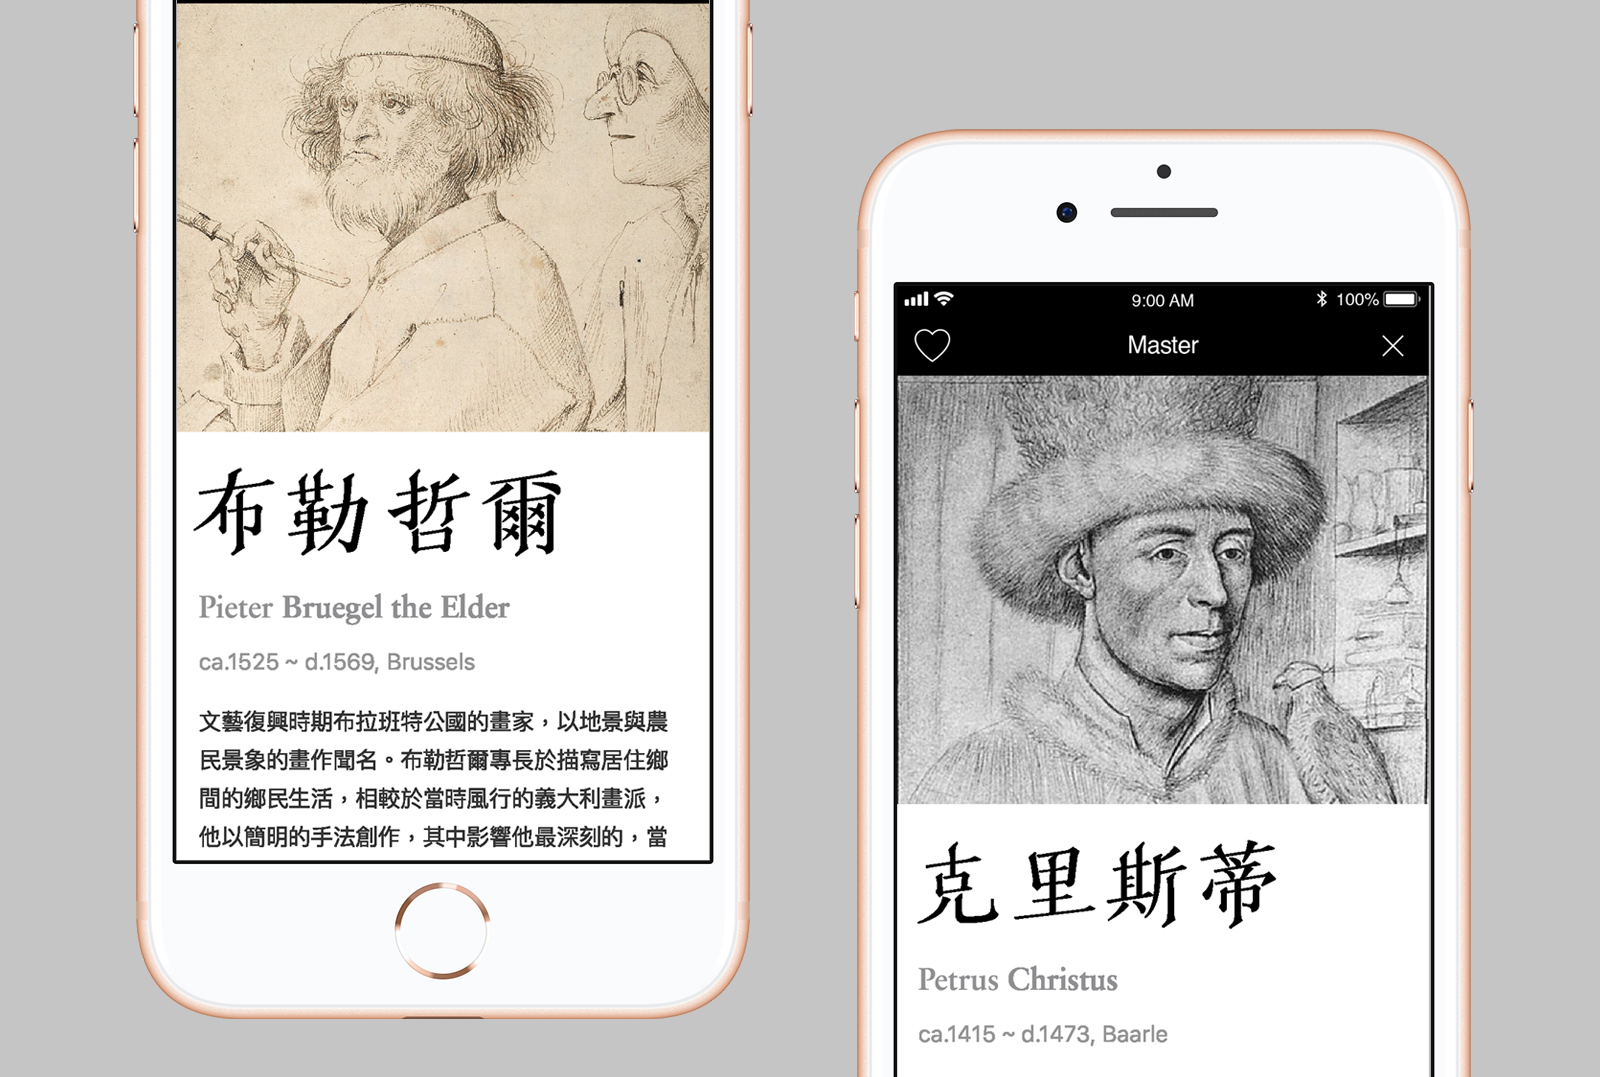 布勒哲爾
Pieter Bruegel the Elder
ca.1525 ~ d.1569, Brussels
文藝復興時期布拉班特公國的畫家，以地景與農
民景象的畫作聞名。布勒哲爾專長於描寫居住鄉
間的鄉民生活，相較於當時風行的義大利畫派，
他以簡明的手法創作，其中影響他最深刻的，當
9:00 AM
100%
Master
克里斯蒂
Petrus Christus
ca.1415 ~ d.1473, Baarle